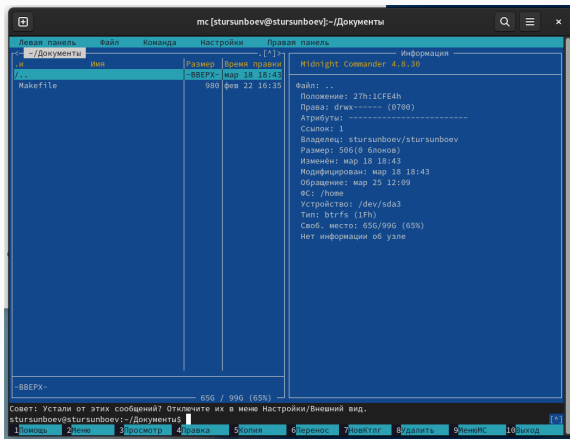 mc [stursunboev@stursunboev]:~/Документы
Левая панель Файл Команда Настройки Правая панель
<- ~/Документы .[^]>
.и Имя Размер Время правки
/.. -ВВЕРХ- мар 18 18:43
Makefile 980 фев 22 16:35
-ВВЕРХ-
65G / 99G (65%)
Информация
Midnight Commander 4.8.30
Файл: ..
Положение: 27h:1CFE4h
Права: drwx------ (0700)
Атрибуты: ------------------------
Ссылок: 1
Владелец: stursunboev/stursunboev
Размер: 506(0 блоков)
Изменён: мар 18 18:43
Модифицирован: мар 18 18:43
Обращение: мар 25 12:09
ФС: /home
Устройство: /dev/sda3
Тип: btrfs (1Fh)
Своб. место: 65G/99G (65%)
Нет информации об узле
Совет: Устали от этих сообщений? Отключите их в меню Настройки/Внешний вид.
stursunboev@stursunboev:~/Документы$ [^]
1Помощь 2Меню 3Просмотр 4Правка 5Копия 6Перенос 7НовКтлг 8Удалить 9МенюMC 10Выход